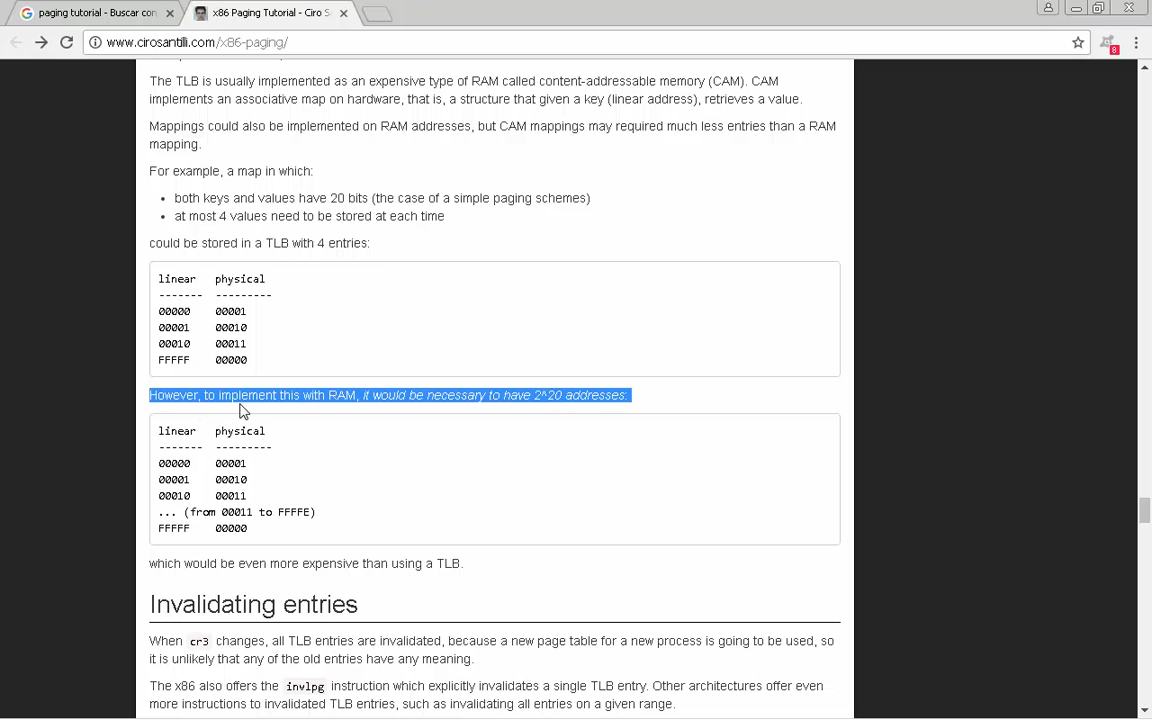 paging tutorial - Buscar con
x86 Paging Tutorial - Ciro S
www.cirosantilli.com/x86-paging/
8
The TLB is usually implemented as an expensive type of RAM called content-addressable memory (CAM). CAM
implements an associative map on hardware, that is, a structure that given a key (linear address), retrieves a value.
Mappings could also be implemented on RAM addresses, but CAM mappings may required much less entries than a RAM
mapping.
For example, a map in which:
• both keys and values have 20 bits (the case of a simple paging schemes)
• at most 4 values need to be stored at each time
could be stored in a TLB with 4 entries:
linear physical
------- ---------
00000 00001
00001 00010
00010 00011
FFFFF 00000
However, to implement this with RAM, it would be necessary to have 2^20 addresses:
linear physical
------- ---------
00000 00001
00001 00010
00010 00011
... (from 00011 to FFFFE)
FFFFF 00000
which would be even more expensive than using a TLB.
Invalidating entries
When cr3 changes, all TLB entries are invalidated, because a new page table for a new process is going to be used, so
it is unlikely that any of the old entries have any meaning.
The x86 also offers the invlpg instruction which explicitly invalidates a single TLB entry. Other architectures offer even
more instructions to invalidated TLB entries, such as invalidating all entries on a given range.